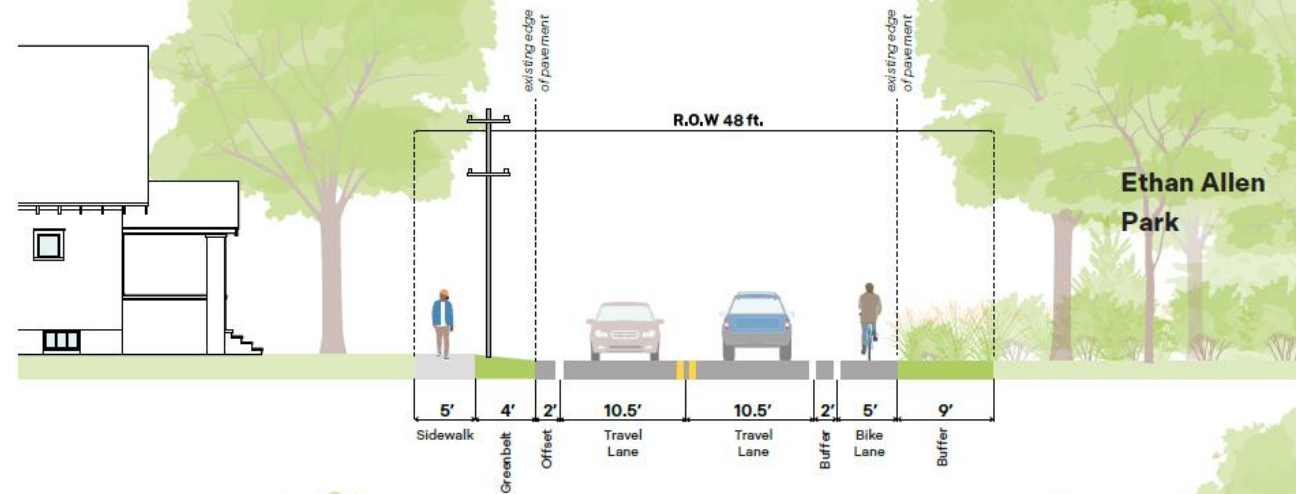 existing edge
of pavement
existing edge
of pavement
R.O.W 48 ft.
Ethan Allen
Park
5'
4'
2'
10.5'
10.5'
2'
5'
9'
Sidewalk
Greenbelt
Offset
Travel
Lane
Travel
Lane
Buffer
Bike
Lane
Buffer